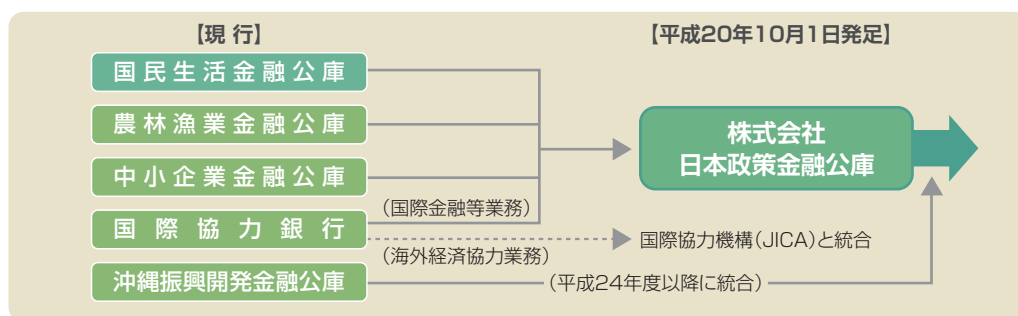 【現 行】
【平成20年10月1日発足】
国民生活金融公庫
農林漁業金融公庫
中小企業金融公庫
国際協力銀行
沖縄振興開発金融公庫
(国際金融等業務)
(海外経済協力業務)
株式会社
日本政策金融公庫
国際協力機構(JICA)と統合
(平成24年度以降に統合)